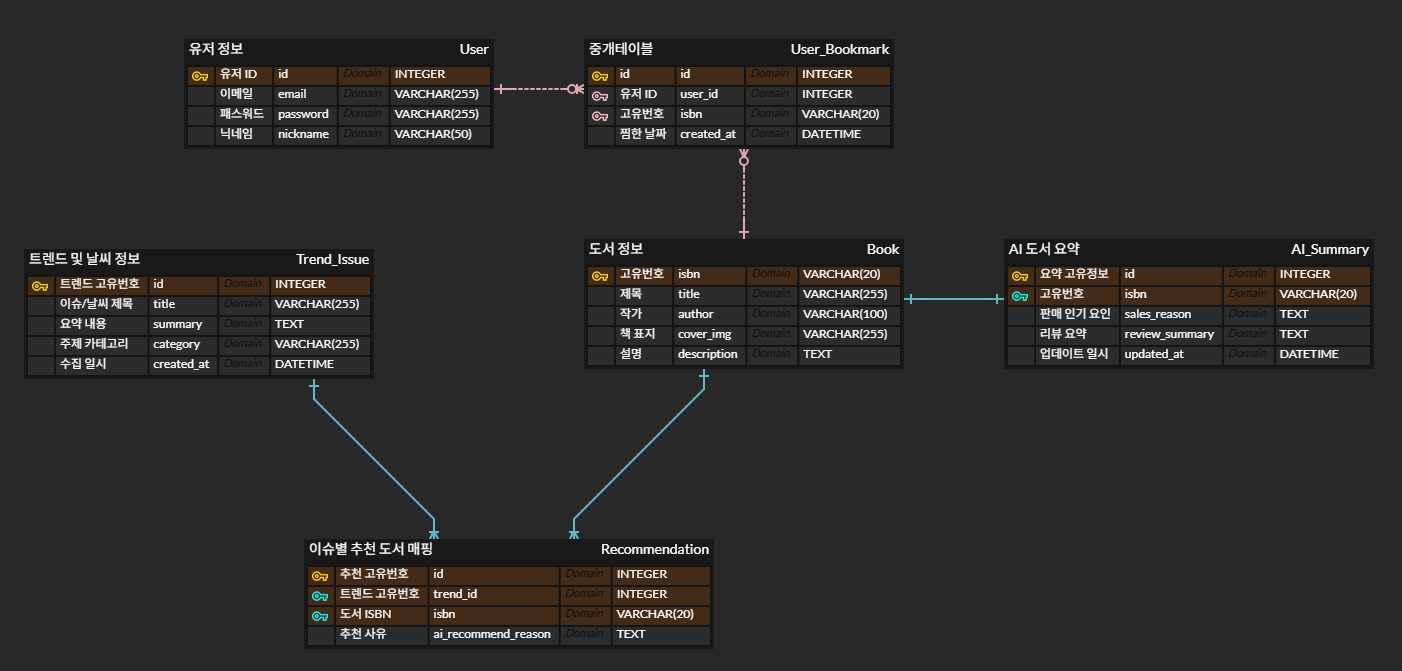 유저 정보 User
유저 ID id Domain INTEGER
이메일 email Domain VARCHAR(255)
패스워드 password Domain VARCHAR(255)
닉네임 nickname Domain VARCHAR(50)
중개테이블 User_Bookmark
id id Domain INTEGER
유저 ID user_id Domain INTEGER
고유번호 isbn Domain VARCHAR(20)
찜한 날짜 created_at Domain DATETIME
트렌드 및 날씨 정보 Trend_Issue
트렌드 고유번호 id Domain INTEGER
이슈/날씨 제목 title Domain VARCHAR(255)
요약 내용 summary Domain TEXT
주제 카테고리 category Domain VARCHAR(255)
수집 일시 created_at Domain DATETIME
도서 정보 Book
고유번호 isbn Domain VARCHAR(20)
제목 title Domain VARCHAR(255)
작가 author Domain VARCHAR(100)
책 표지 cover_img Domain VARCHAR(255)
설명 description Domain TEXT
AI 도서 요약 AI_Summary
요약 고유정보 id Domain INTEGER
고유번호 isbn Domain VARCHAR(20)
판매 인기 요인 sales_reason Domain TEXT
리뷰 요약 review_summary Domain TEXT
업데이트 일시 updated_at Domain DATETIME
이슈별 추천 도서 매핑 Recommendation
추천 고유번호 id Domain INTEGER
트렌드 고유번호 trend_id Domain INTEGER
도서 ISBN isbn Domain VARCHAR(20)
추천 사유 ai_recommend_reason Domain TEXT